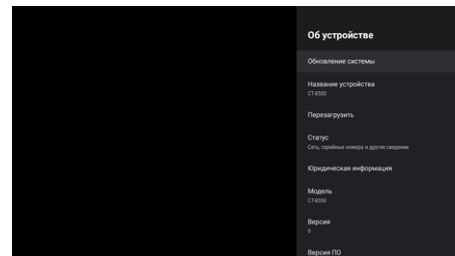 Об устройстве
Обновление системы
Название устройства
CT-8550
Перезагрузить
Статус
Сеть, серийные номера и другие сведения
Юридическая информация
Модель
CT-8550
Версия
9
Версия ПО